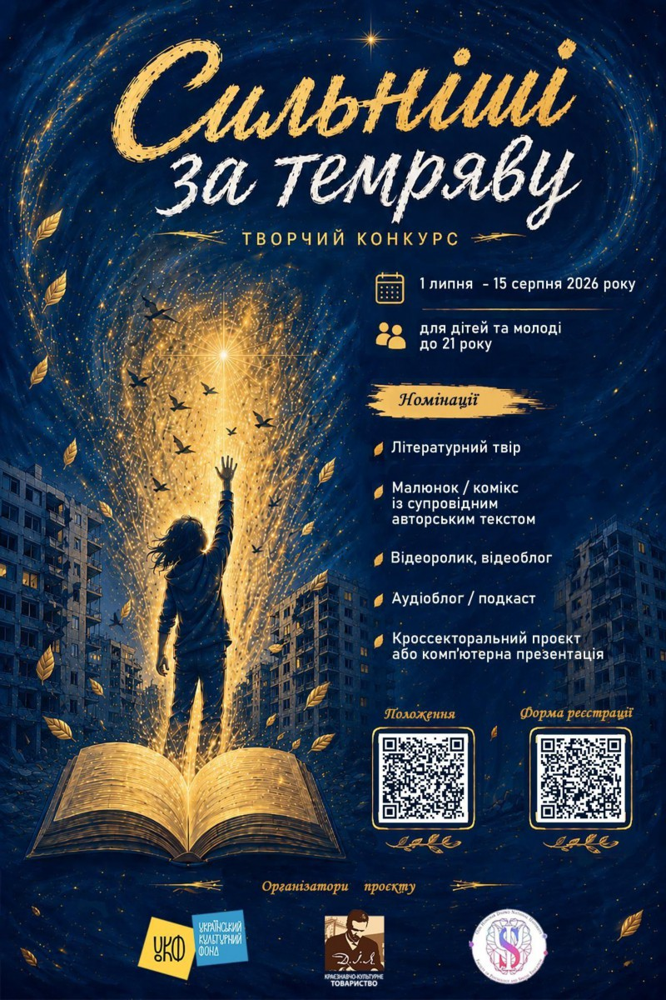 Сильніші
за темряву
ТВОРЧИЙ КОНКУРС
1 липня - 15 серпня 2026 року
для дітей та молоді
до 21 року
Номінації
Літературний твір
Малюнок / комікс
із супровідним
авторським текстом
Відеоролик, відеоблог
Аудіоблог / подкаст
Кроссекторальний проєкт
або комп'ютерна презентація
Положення
Форма реєстрації
Організатори проєкту
УКФ
УКРАЇНСЬКИЙ
КУЛЬТУРНИЙ
ФОНД
Д.І.Я
КРАЄЗНАВЧО-КУЛЬТУРНЕ
ТОВАРИСТВО